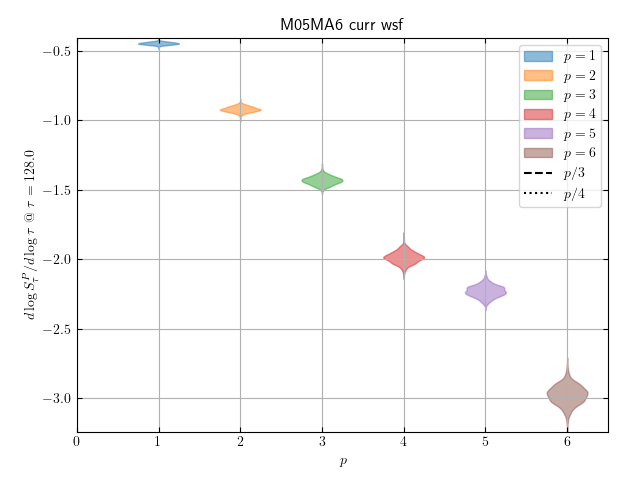 M05MA6 curr wsf
d log S_τ^P / d log τ @ τ = 128.0
−0.5
−1.0
−1.5
−2.0
−2.5
−3.0
0 1 2 3 4 5 6
p
p = 1
p = 2
p = 3
p = 4
p = 5
p = 6
p/3
p/4